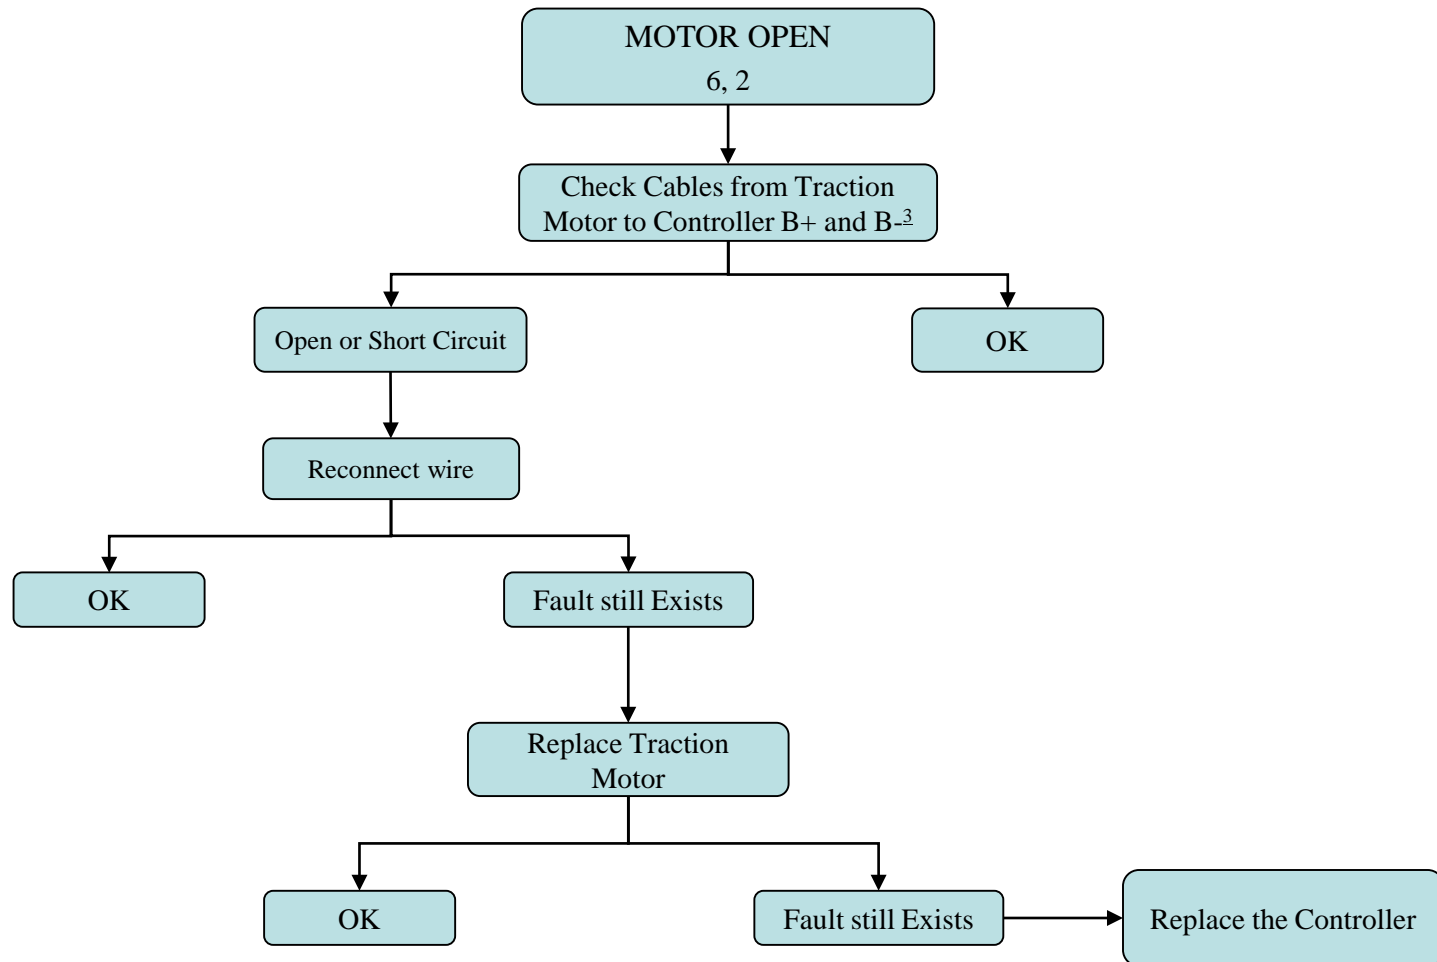 MOTOR OPEN
6, 2
Check Cables from Traction
Motor to Controller B+ and B-3
Open or Short Circuit
OK
Reconnect wire
OK
Fault still Exists
Replace Traction
Motor
OK
Fault still Exists
Replace the Controller